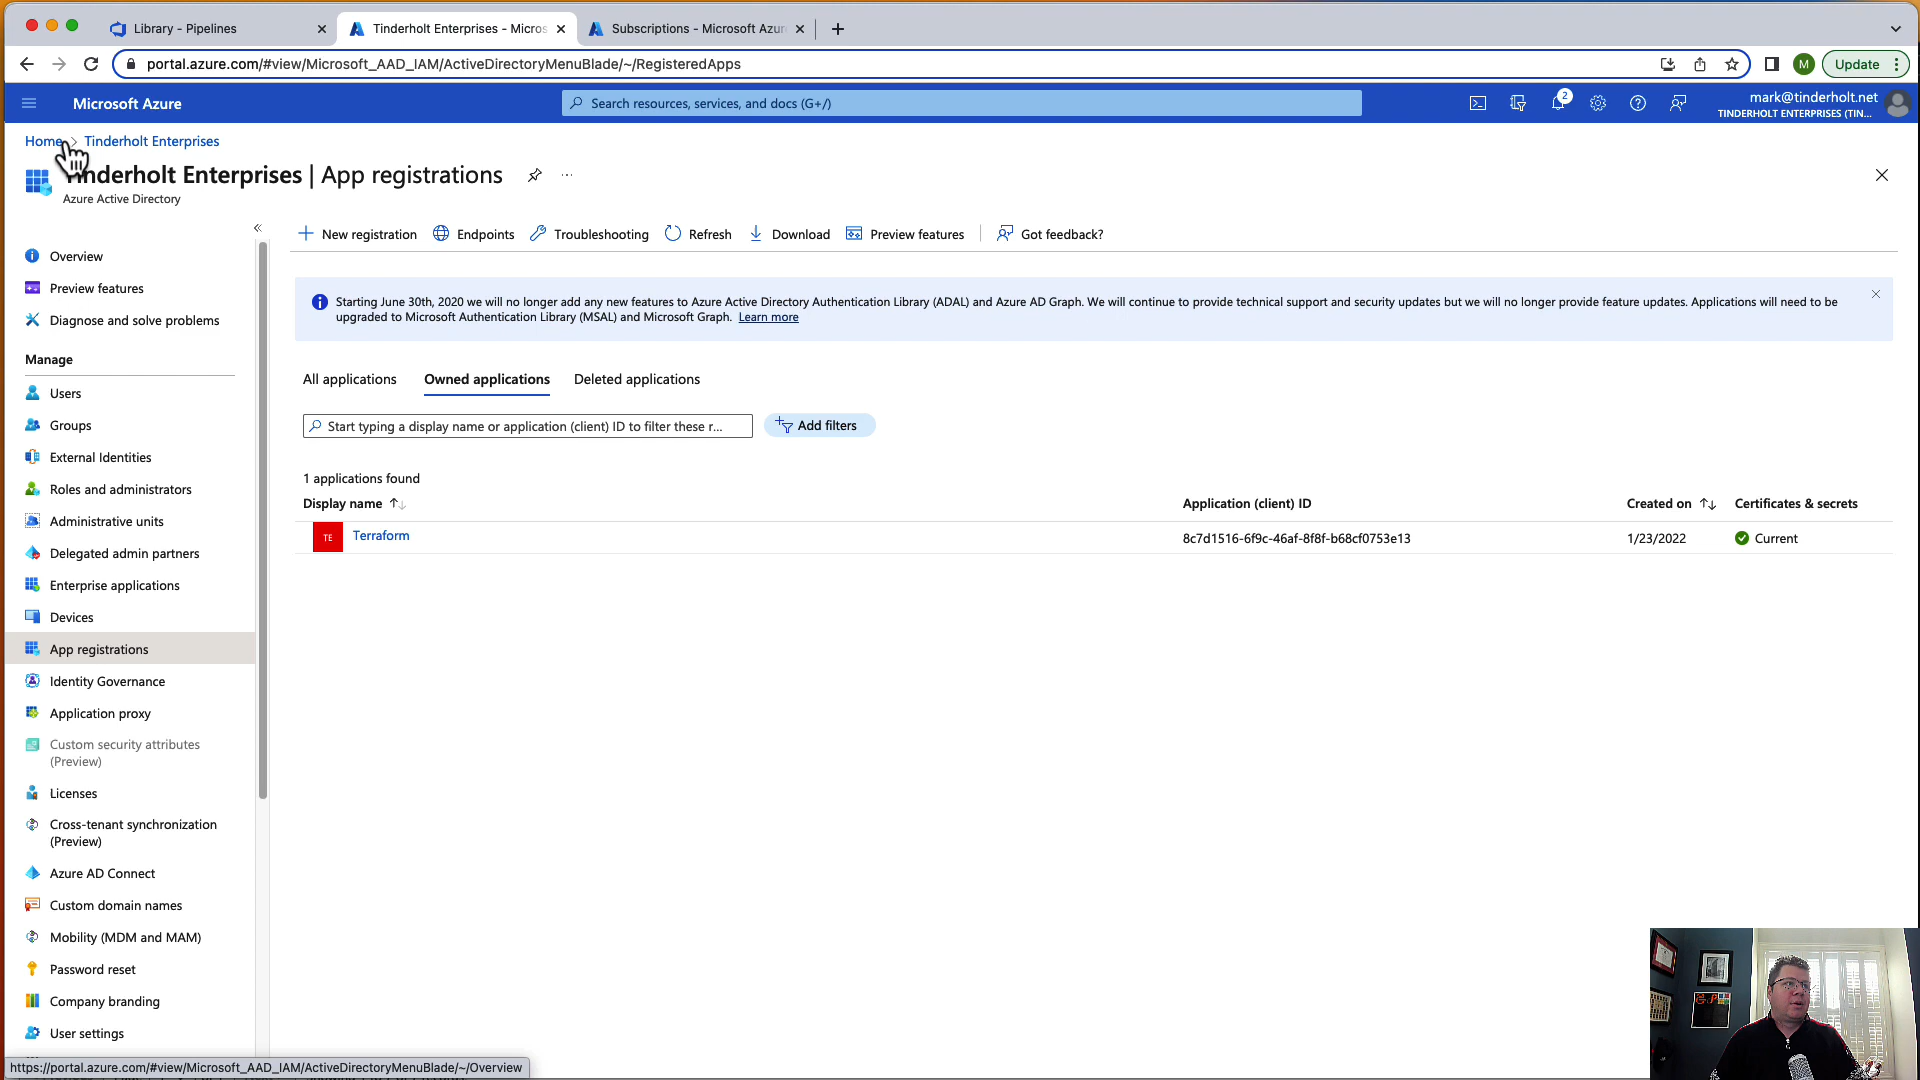 Library - Pipelines
Tinderholt Enterprises - Micros
Subscriptions - Microsoft Azur
portal.azure.com/#view/Microsoft_AAD_IAM/ActiveDirectoryMenuBlade/~/RegisteredApps
M
Update
Microsoft Azure
Search resources, services, and docs (G+/)
2
mark@tinderholt.net
TINDERHOLT ENTERPRISES (TIN...
Home > Tinderholt Enterprises
Tinderholt Enterprises | App registrations
Azure Active Directory
New registration
Endpoints
Troubleshooting
Refresh
Download
Preview features
Got feedback?
Overview
Preview features
Diagnose and solve problems
Manage
Users
Groups
External Identities
Roles and administrators
Administrative units
Delegated admin partners
Enterprise applications
Devices
App registrations
Identity Governance
Application proxy
Custom security attributes
(Preview)
Licenses
Cross-tenant synchronization
(Preview)
Azure AD Connect
Custom domain names
Mobility (MDM and MAM)
Password reset
Company branding
User settings
Starting June 30th, 2020 we will no longer add any new features to Azure Active Directory Authentication Library (ADAL) and Azure AD Graph. We will continue to provide technical support and security updates but we will no longer provide feature updates. Applications will need to be
upgraded to Microsoft Authentication Library (MSAL) and Microsoft Graph. Learn more
All applications
Owned applications
Deleted applications
Start typing a display name or application (client) ID to filter these r...
Add filters
1 applications found
Display name
Application (client) ID
Created on
Certificates & secrets
TE
Terraform
8c7d1516-6f9c-46af-8f8f-b68cf0753e13
1/23/2022
Current
https://portal.azure.com/#view/Microsoft_AAD_IAM/ActiveDirectoryMenuBlade/~/Overview